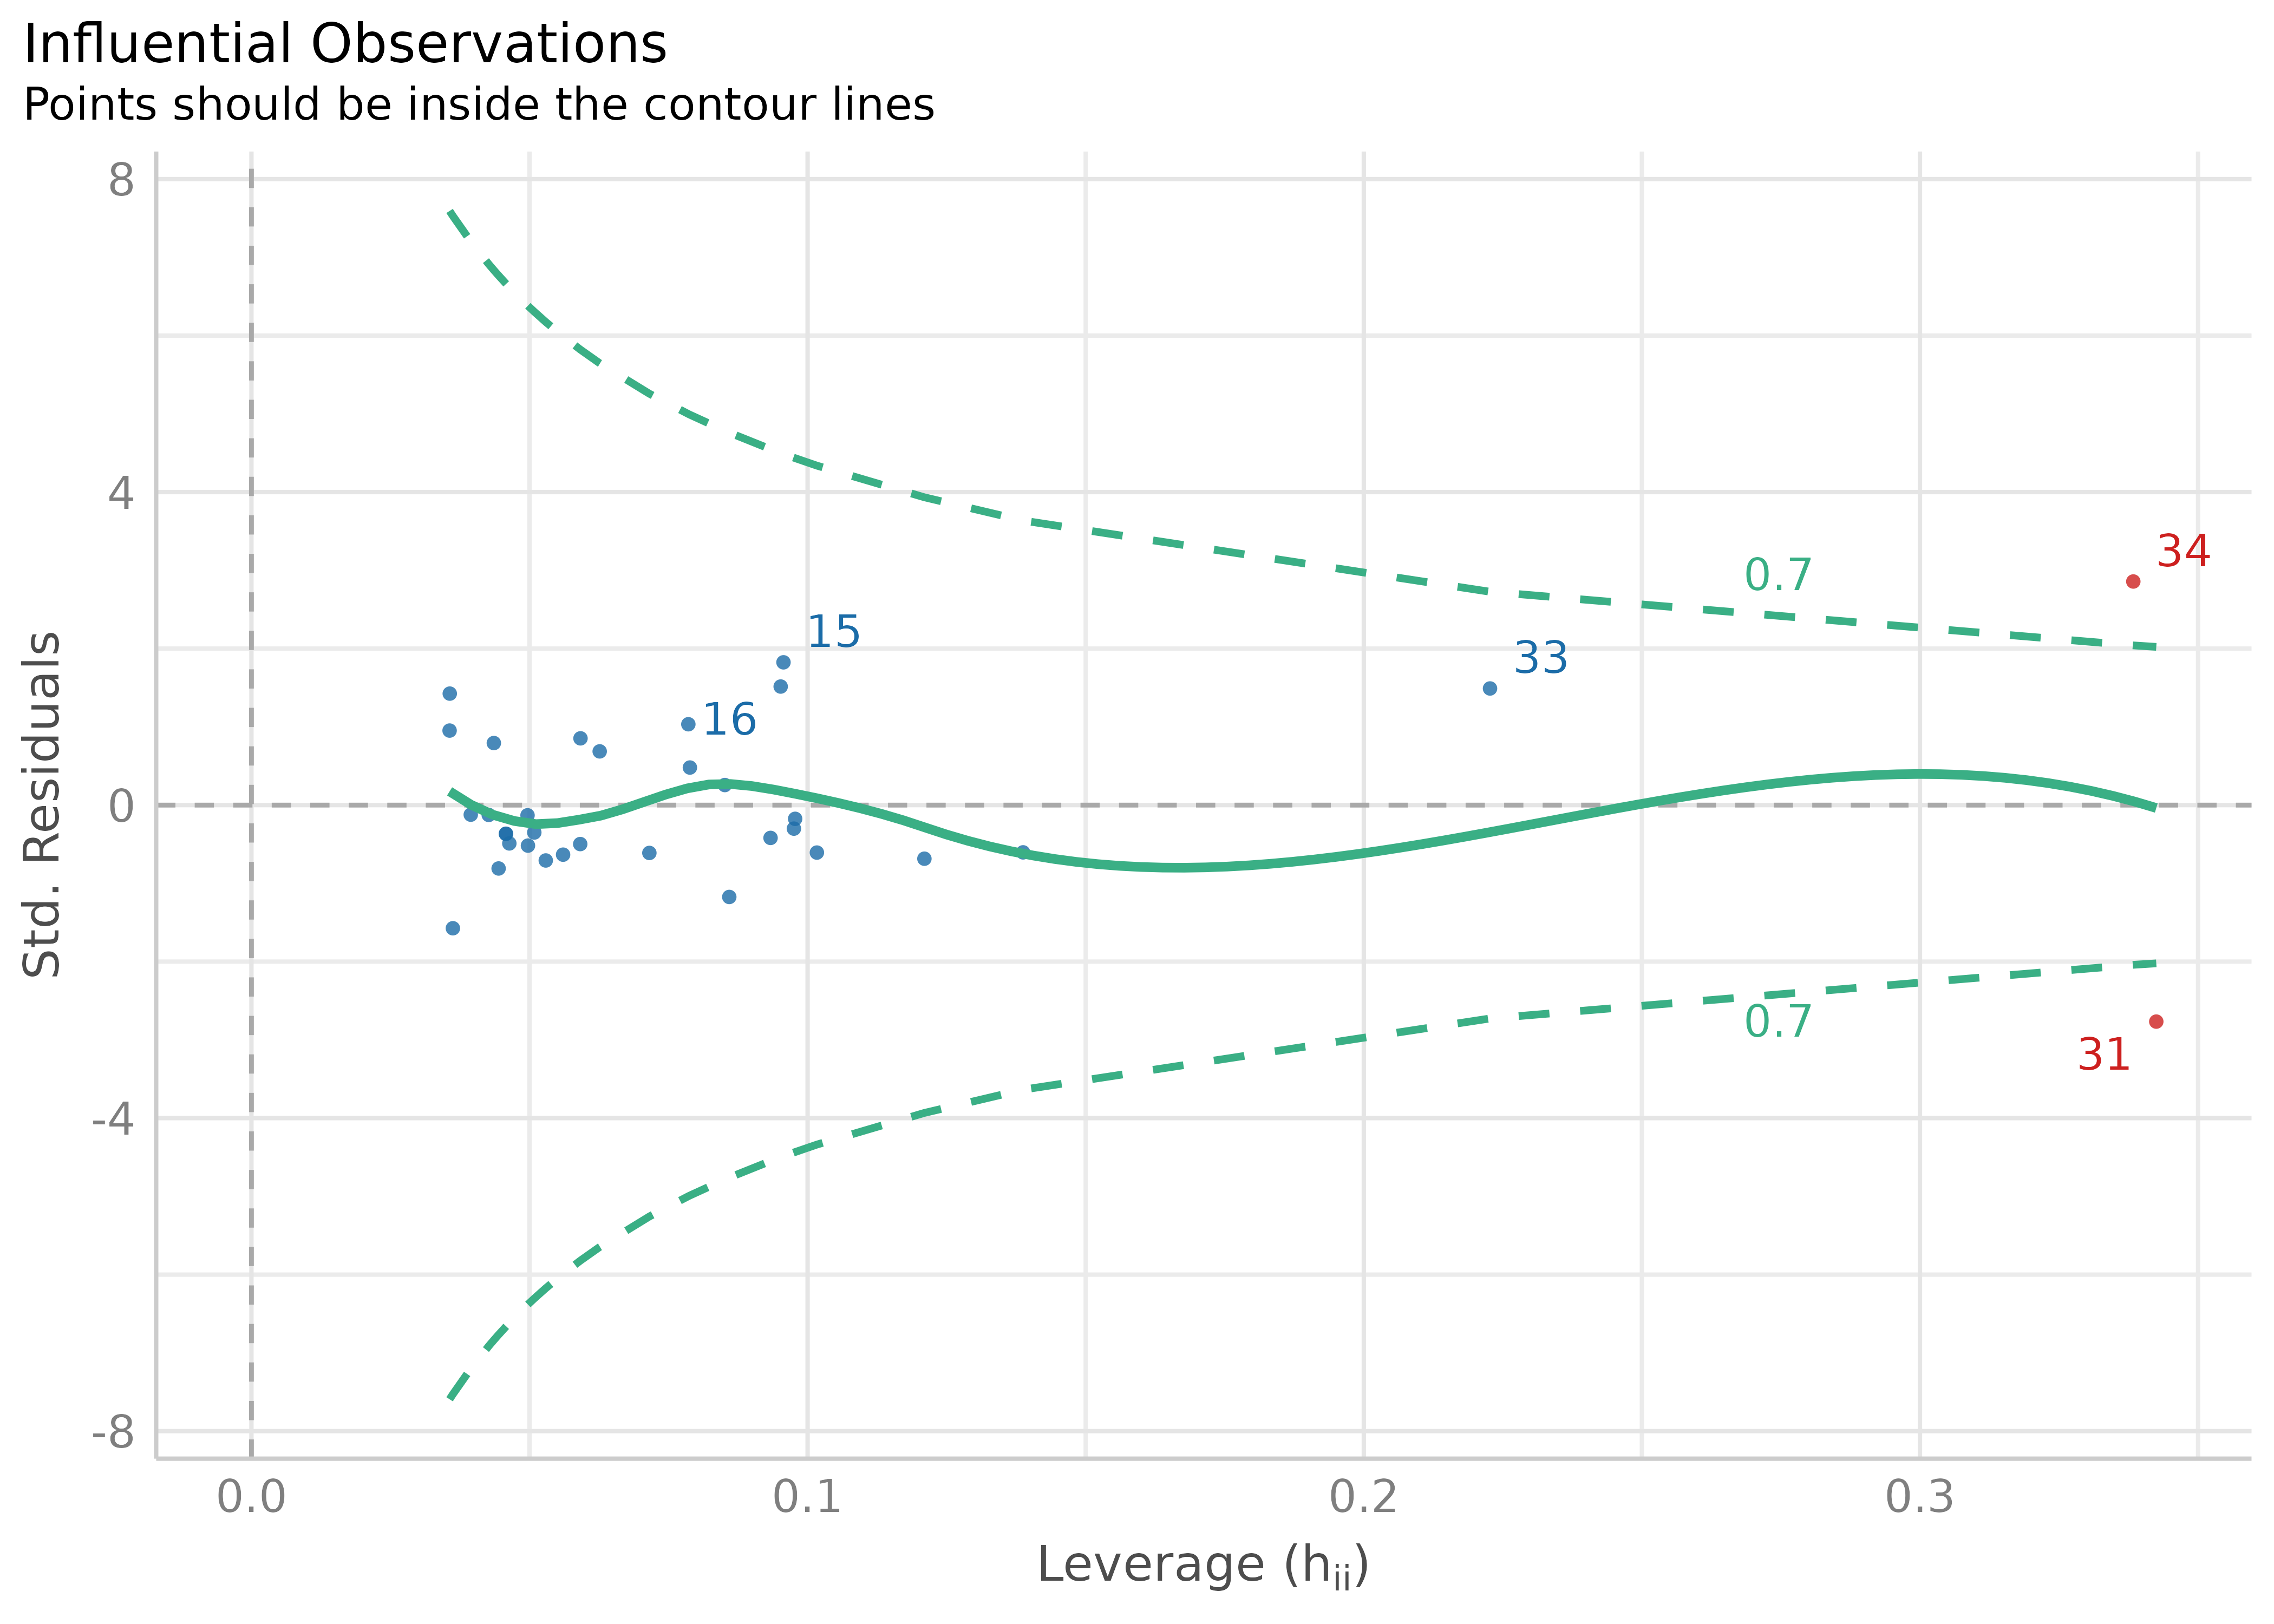 Influential Observations
Points should be inside the contour lines
8
4
0
-4
-8
Std. Residuals
34
0.7
15
33
16
0.7
31
0.0 0.1 0.2 0.3
Leverage (hii)